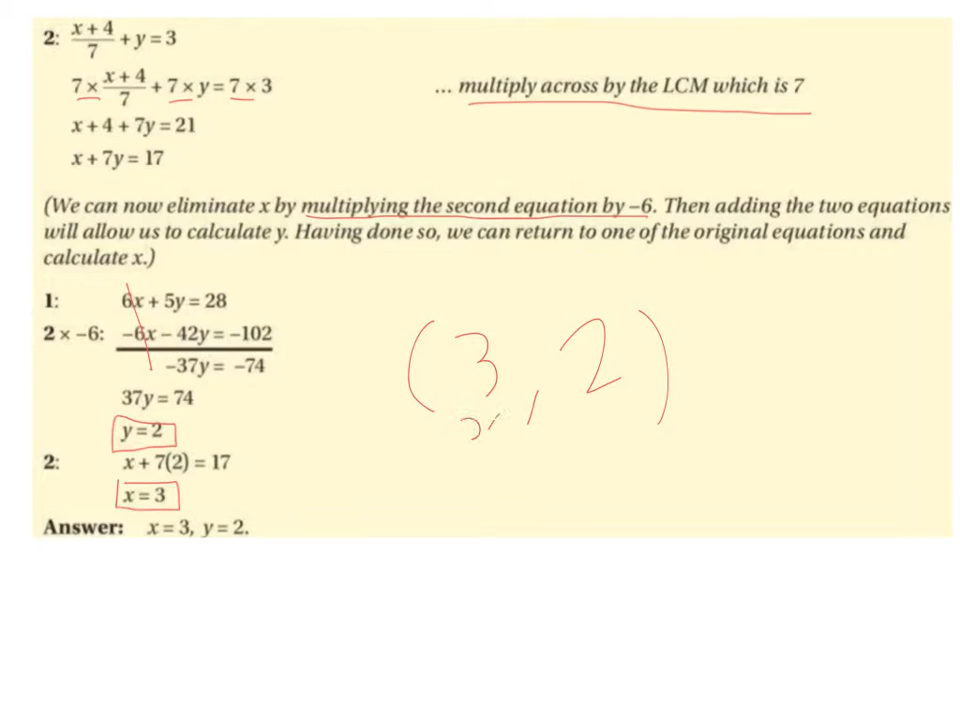 2: (x + 4)/7 + y = 3
7 × (x + 4)/7 + 7 × y = 7 × 3 ... multiply across by the LCM which is 7
x + 4 + 7y = 21
x + 7y = 17
(We can now eliminate x by multiplying the second equation by –6. Then adding the two equations
will allow us to calculate y. Having done so, we can return to one of the original equations and
calculate x.)
1: 6x + 5y = 28
2 × –6: –6x – 42y = –102
–37y = –74
37y = 74
y = 2
2: x + 7(2) = 17
x = 3
Answer: x = 3, y = 2.
(3, 2)